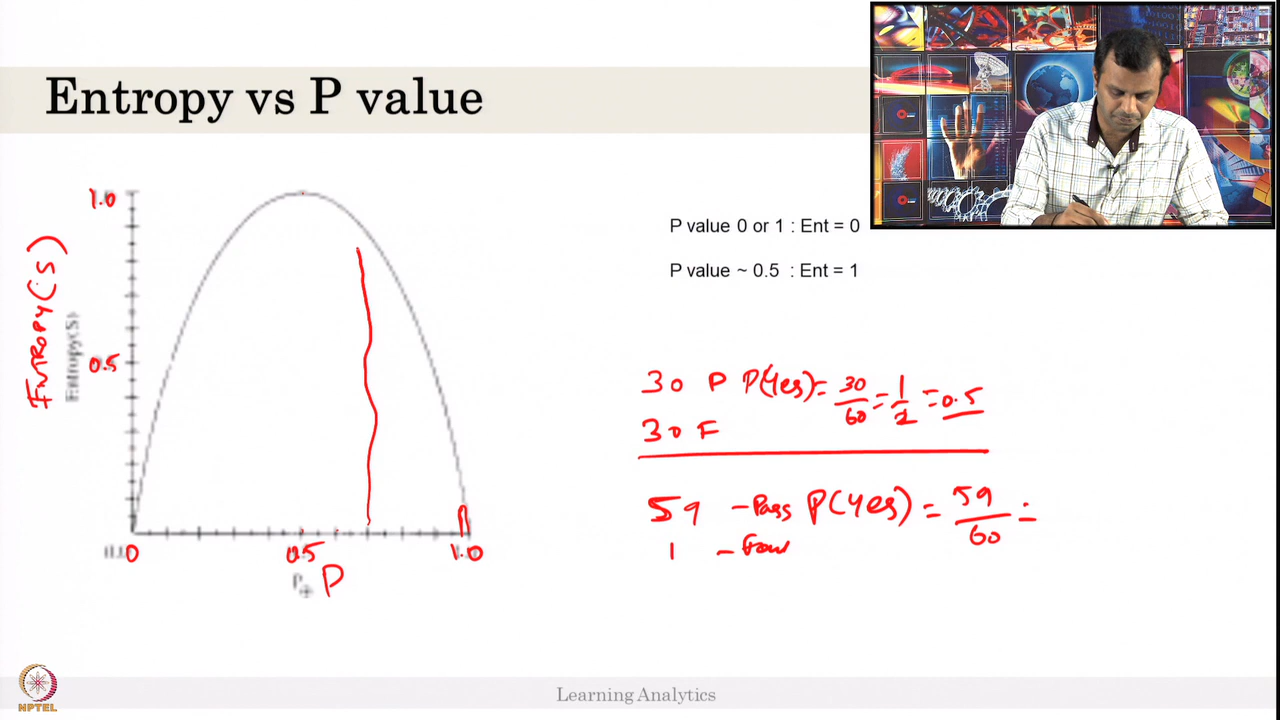 Entropy vs P value
P value 0 or 1 : Ent = 0
P value ~ 0.5 : Ent = 1
1.0
ENTROPY(S)
Entropy(S)
0.5
0 0.5 1.0
P+ P
30 P P(Yes) = 30/60 = 1/2 = 0.5
30 F
59 - Pass P(Yes) = 59/60 =
1 -
Learning Analytics
NPTEL